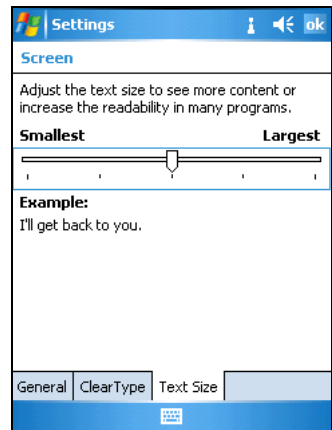 Settings ok
Screen
Adjust the text size to see more content or
increase the readability in many programs.
Smallest Largest
Example:
I'll get back to you.
General ClearType Text Size